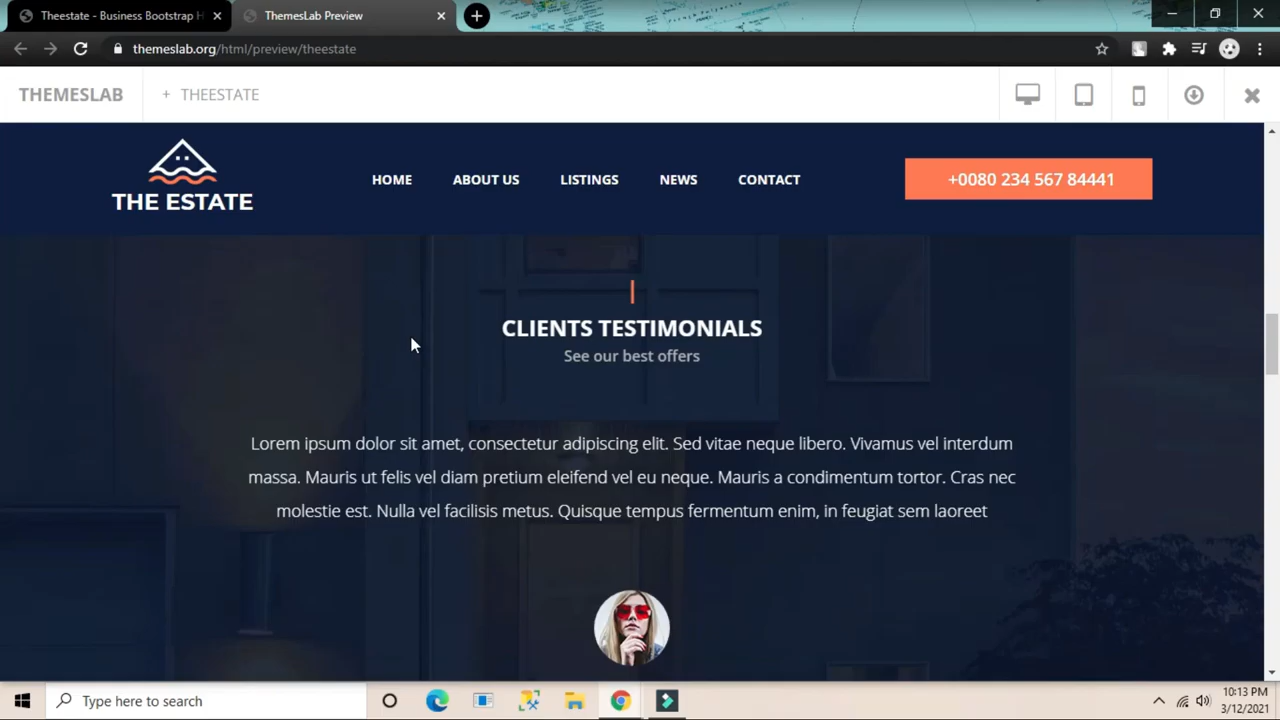 Theestate - Business Bootstrap H
ThemesLab Preview
themeslab.org/html/preview/theestate
THEMESLAB
+ THEESTATE
THE ESTATE
HOME
ABOUT US
LISTINGS
NEWS
CONTACT
+0080 234 567 84441
CLIENTS TESTIMONIALS
See our best offers
Lorem ipsum dolor sit amet, consectetur adipiscing elit. Sed vitae neque libero. Vivamus vel interdum
massa. Mauris ut felis vel diam pretium eleifend vel eu neque. Mauris a condimentum tortor. Cras nec
molestie est. Nulla vel facilisis metus. Quisque tempus fermentum enim, in feugiat sem laoreet
Type here to search
10:13 PM
3/12/2021